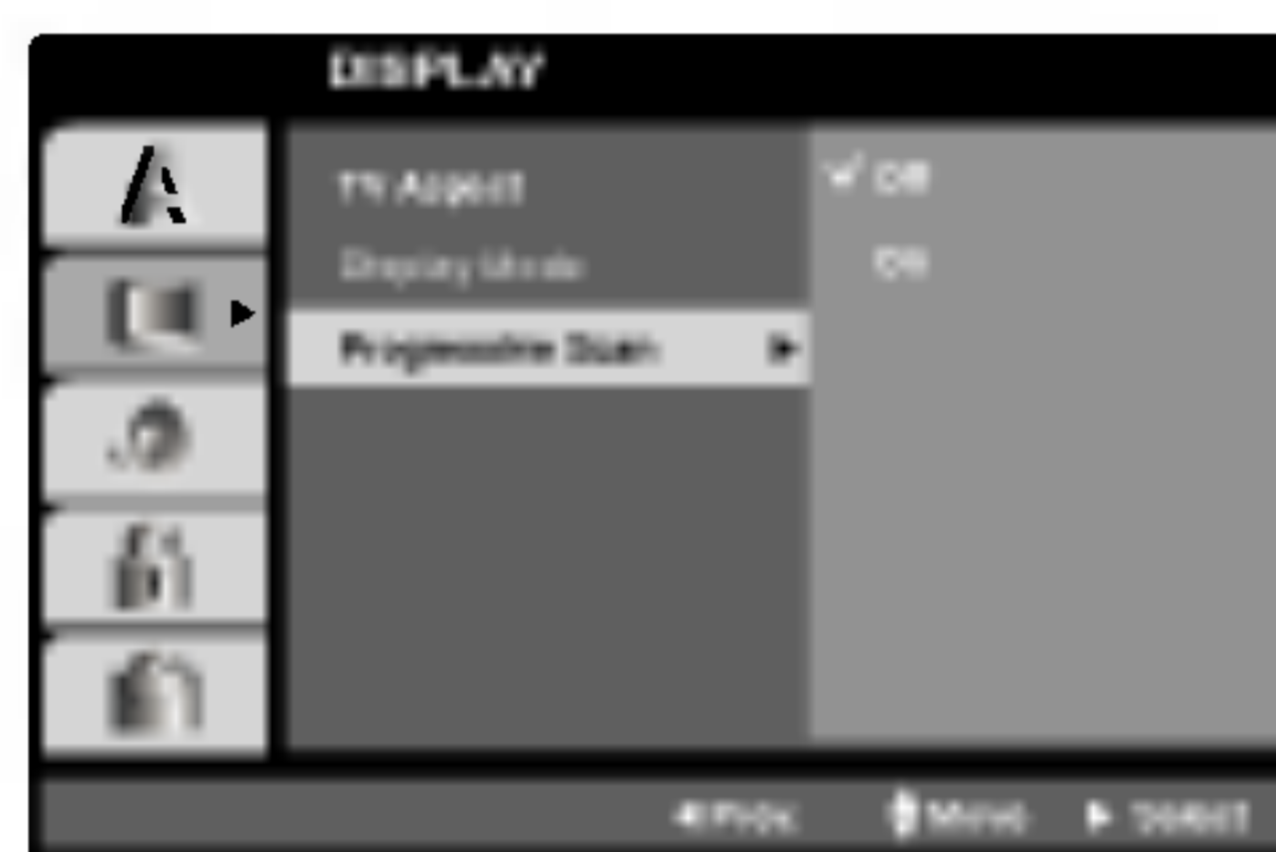 DISPLAY
TV Aspect
Display Mode
Progressive Scan
Off
On
Prev. Move Select